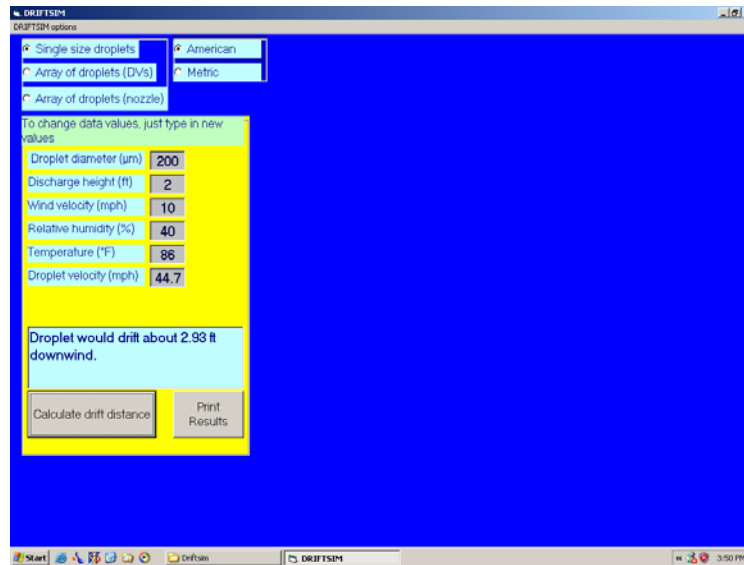 DRIFTSIM
DRIFTSIM options
Single size droplets
American
Array of droplets (DVs)
Metric
Array of droplets (nozzle)
To change data values, just type in new
values
Droplet diameter (µm) 200
Discharge height (ft) 2
Wind velocity (mph) 10
Relative humidity (%) 40
Temperature (°F) 86
Droplet velocity (mph) 44.7
Droplet would drift about 2.93 ft
downwind.
Calculate drift distance
Print
Results
Start
Driftsim
DRIFTSIM
3:50 PM